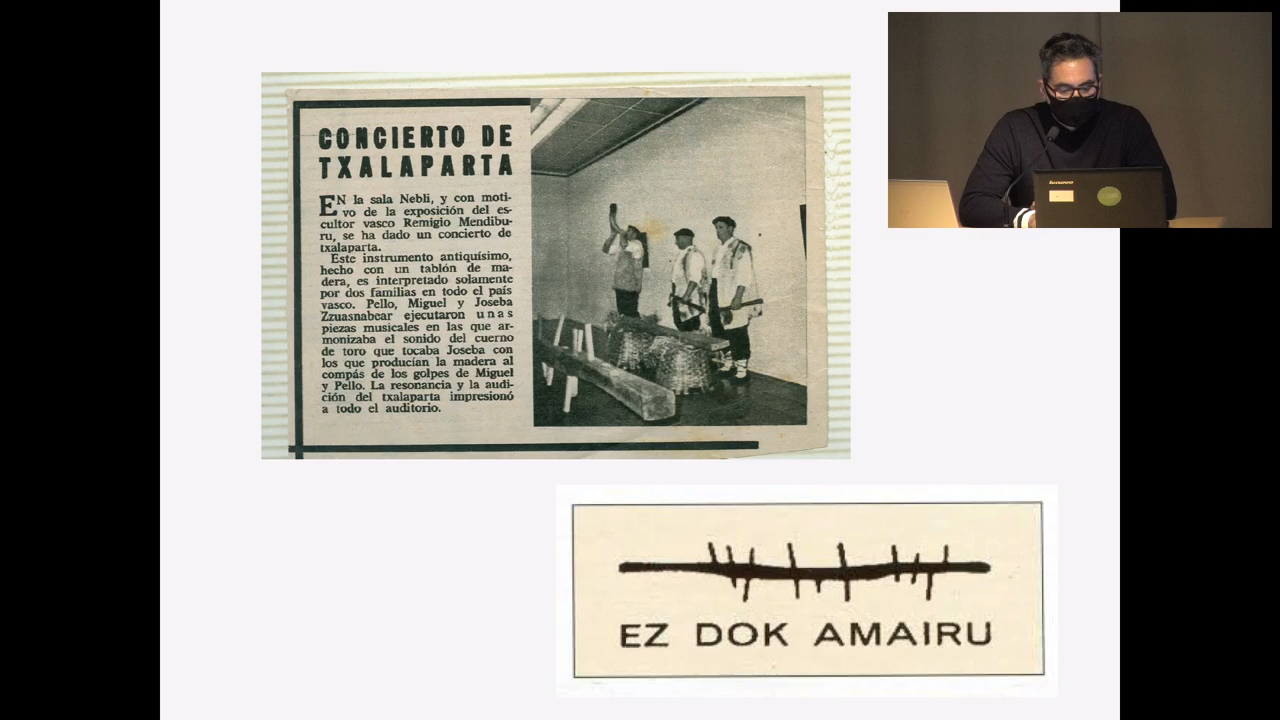 CONCIERTO DE
TXALAPARTA
EN la sala Nebli, y con moti-
vo de la exposición del es-
cultor vasco Remigio Mendibu-
ru, se ha dado un concierto de
txalaparta.
Este instrumento antiquísimo,
hecho con un tablón de ma-
dera, es interpretado solamente
por dos familias en todo el país
vasco. Pello, Miguel y Joseba
Zzuasnabear ejecutaron unas
piezas musicales en las que ar-
monizaba el sonido del cuerno
de toro que tocaba Joseba con
los que producían la madera al
compás de los golpes de Miguel
y Pello. La resonancia y la audi-
ción del txalaparta impresionó
a todo el auditorio.
lenovo
EZ DOK AMAIRU